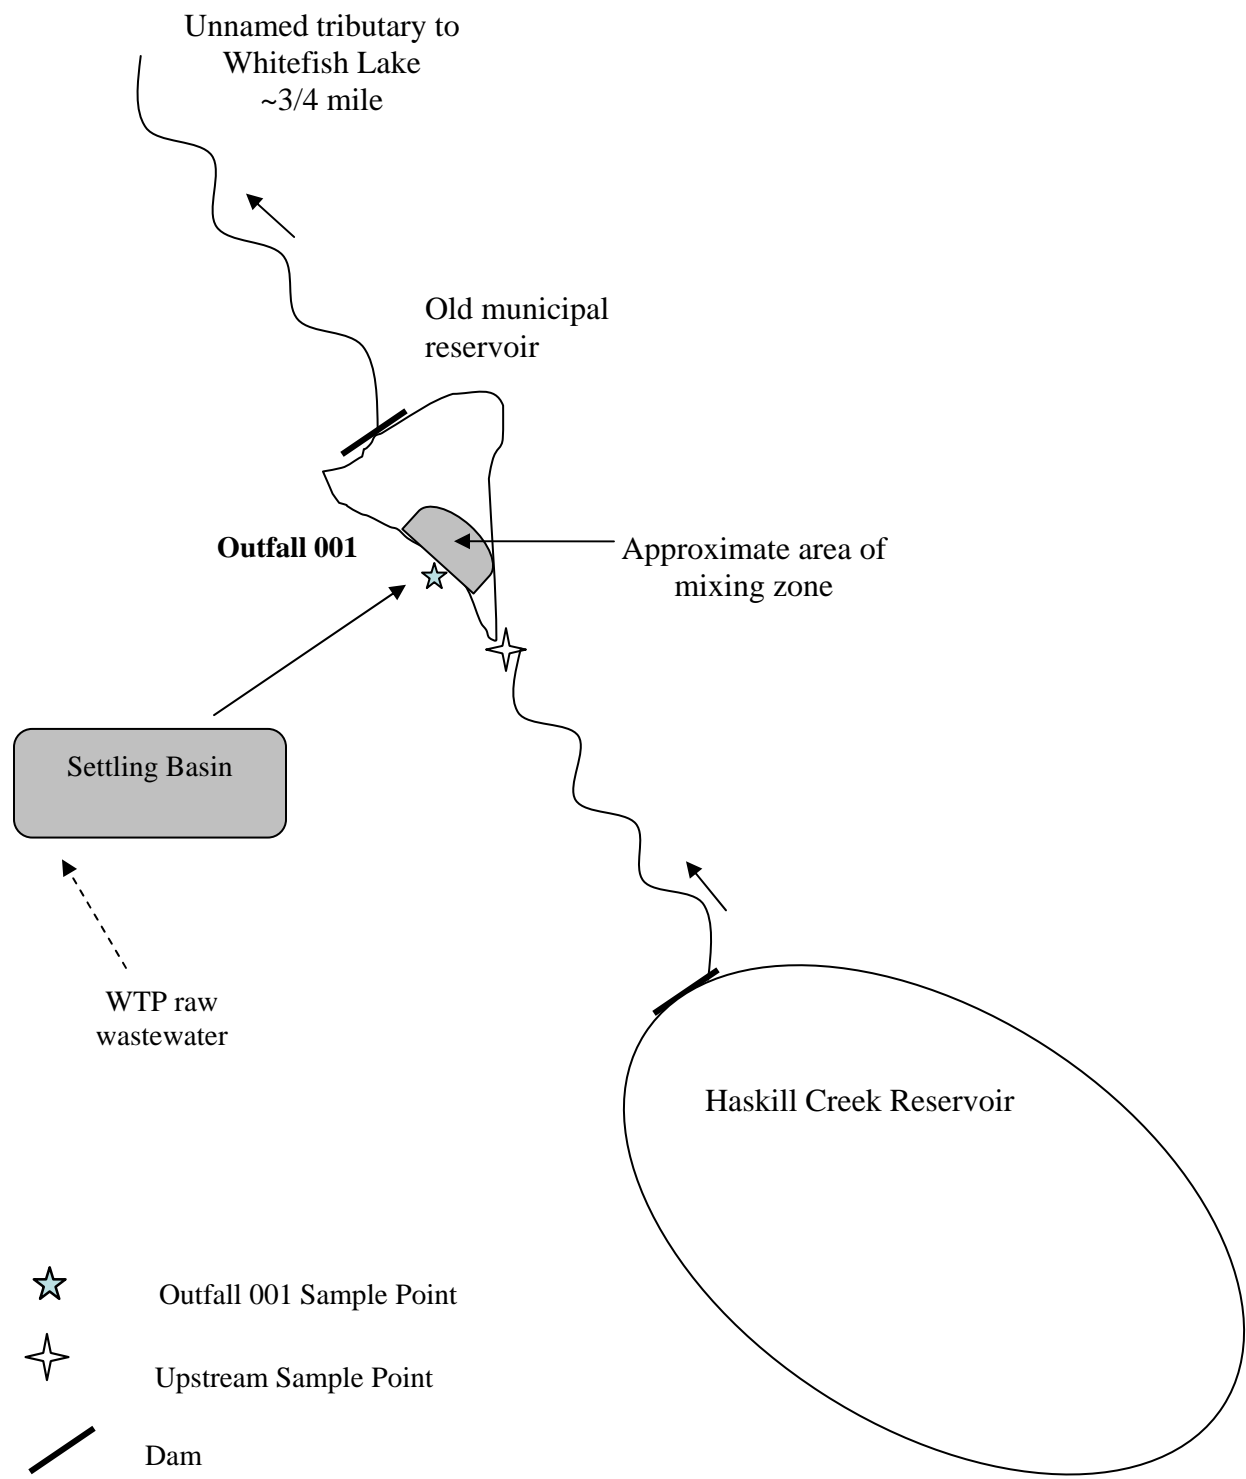 Unnamed tributary to
Whitefish Lake
~3/4 mile
Old municipal
reservoir
Outfall 001
Approximate area of
mixing zone
Settling Basin
WTP raw
wastewater
Haskill Creek Reservoir
Outfall 001 Sample Point
Upstream Sample Point
Dam